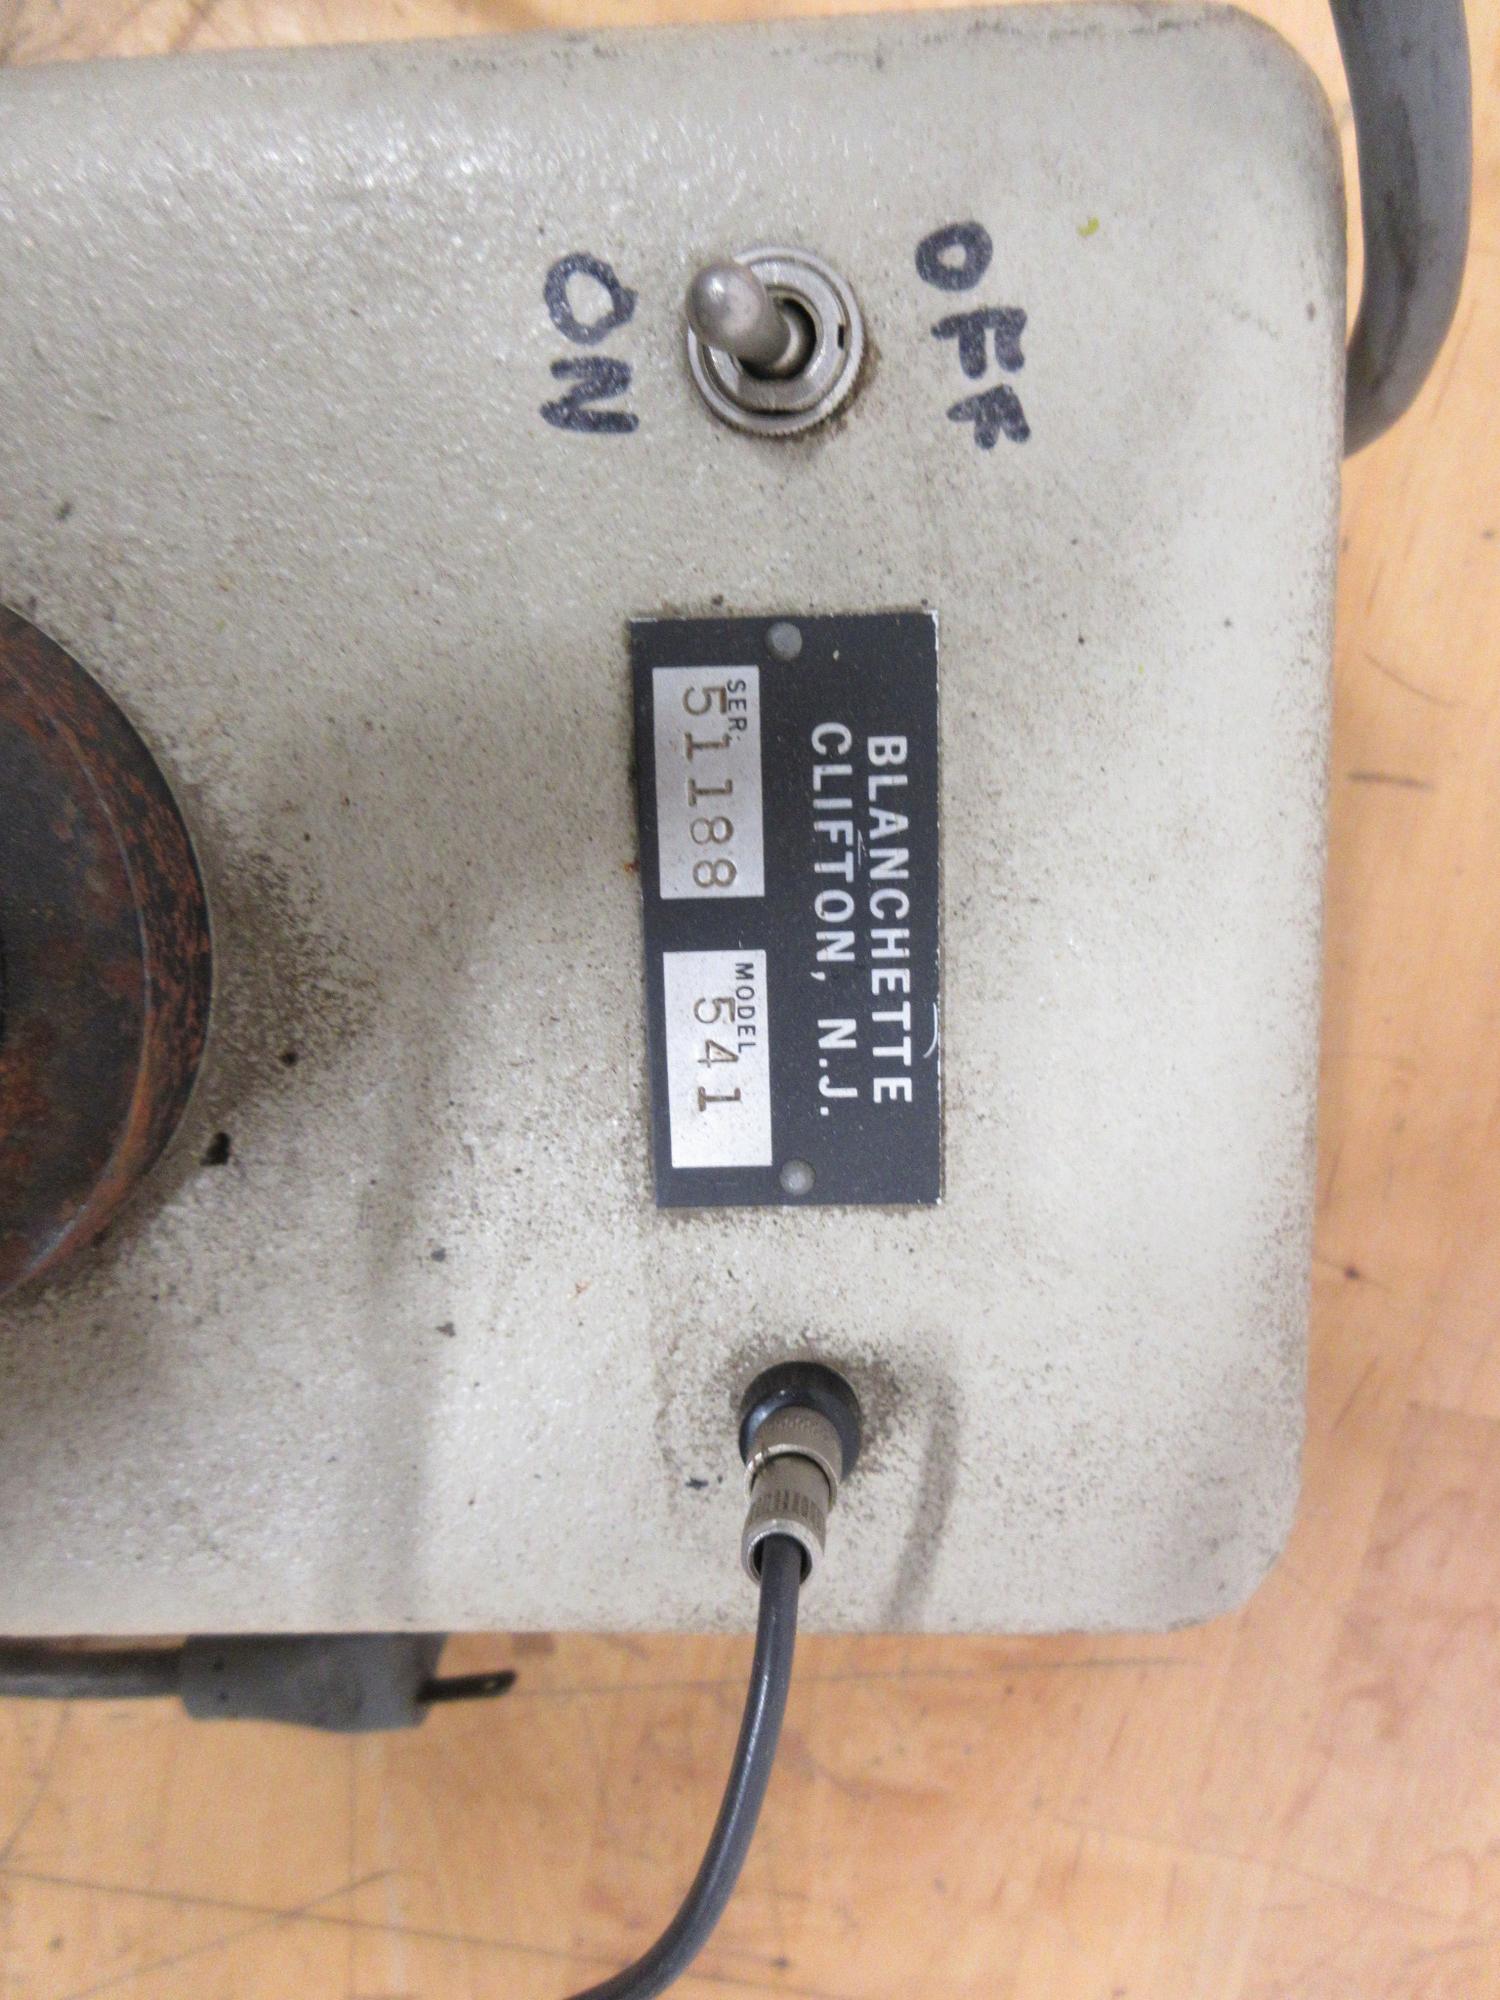 OFF
ON
BLANCHETTE
CLIFTON, N.J.
SER.
51188
MODEL
541